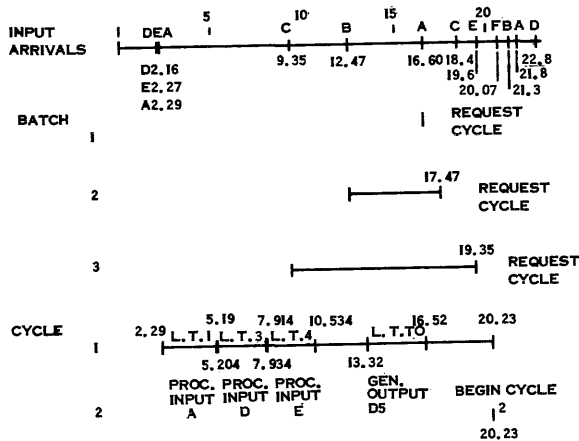 5 10 15 20
INPUT I DEA C B A C E F B A D
ARRIVALS 9.35 12.47 16.60 18.4 22.8
D2.16 19.6 21.8
E2.27 20.07 21.3
A2.29
BATCH REQUEST
1 CYCLE
17.47
2 REQUEST
CYCLE
19.35
3 REQUEST
CYCLE
5.19 7.914 10.534 16.52 20.23
CYCLE 2.29 L.T.1 L.T.3 L.T.4 L.T.TO
1
5.204 7.934 13.32
PROC. PROC. PROC. GEN.
INPUT INPUT INPUT OUTPUT BEGIN CYCLE
2 A D E D5 2
20.23